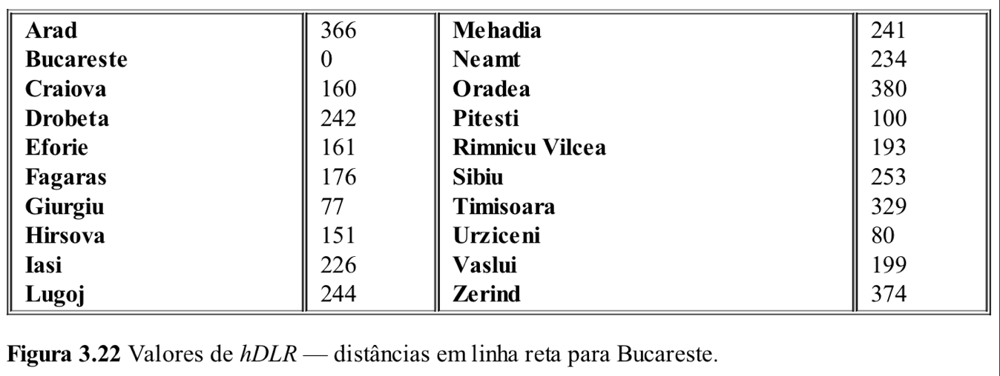 Arad 366 Mehadia 241
Bucareste 0 Neamt 234
Craiova 160 Oradea 380
Drobeta 242 Pitesti 100
Eforie 161 Rimnicu Vilcea 193
Fagaras 176 Sibiu 253
Giurgiu 77 Timisoara 329
Hirsova 151 Urziceni 80
Iasi 226 Vaslui 199
Lugoj 244 Zerind 374
Figura 3.22 Valores de hDLR — distâncias em linha reta para Bucareste.